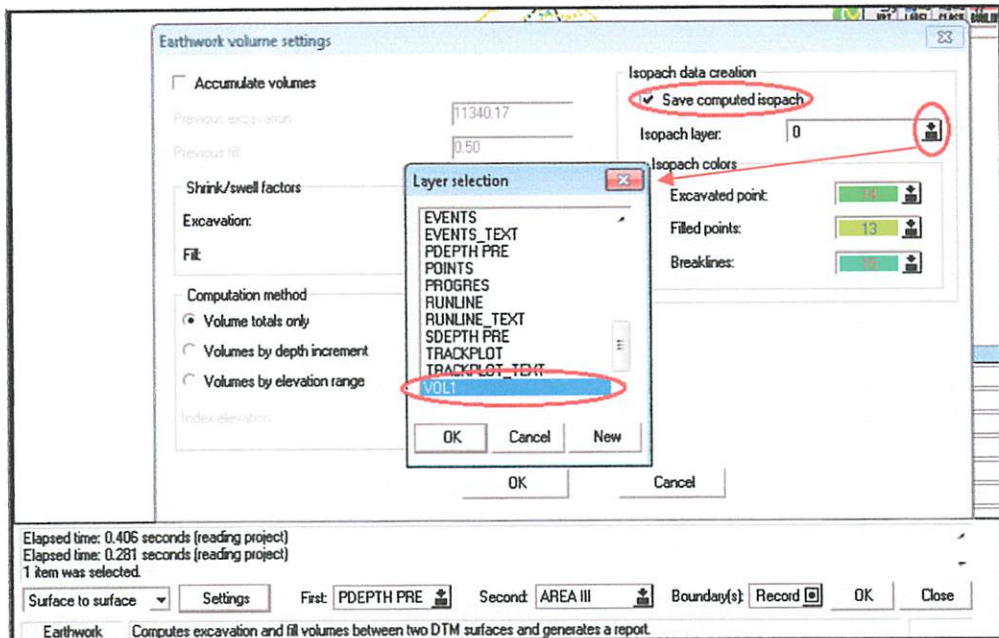 Earthwork volume settings
Accumulate volumes
Previous excavation:
11340.17
Previous fill:
0.50
Shrink/swell factors
Excavation:
Fill:
Computation method
Volume totals only
Volumes by depth increment
Volumes by elevation range
Index elevation:
Isopach data creation
Save computed isopach
Isopach layer:
0
Isopach colors
Excavated point:
14
Filled points:
13
Breaklines:
Layer selection
EVENTS
EVENTS_TEXT
PDEPTH PRE
POINTS
PROGRES
RUNLINE
RUNLINE_TEXT
SDEPTH PRE
TRACKPLOT
TRACKPLOT_TEXT
VOL1
OK Cancel New
OK Cancel
Elapsed time: 0.406 seconds (reading project)
Elapsed time: 0.281 seconds (reading project)
1 item was selected.
Surface to surface Settings First: PDEPTH PRE Second: AREA III Boundary(s): Record OK Close
Earthwork Computes excavation and fill volumes between two DTM surfaces and generates a report.